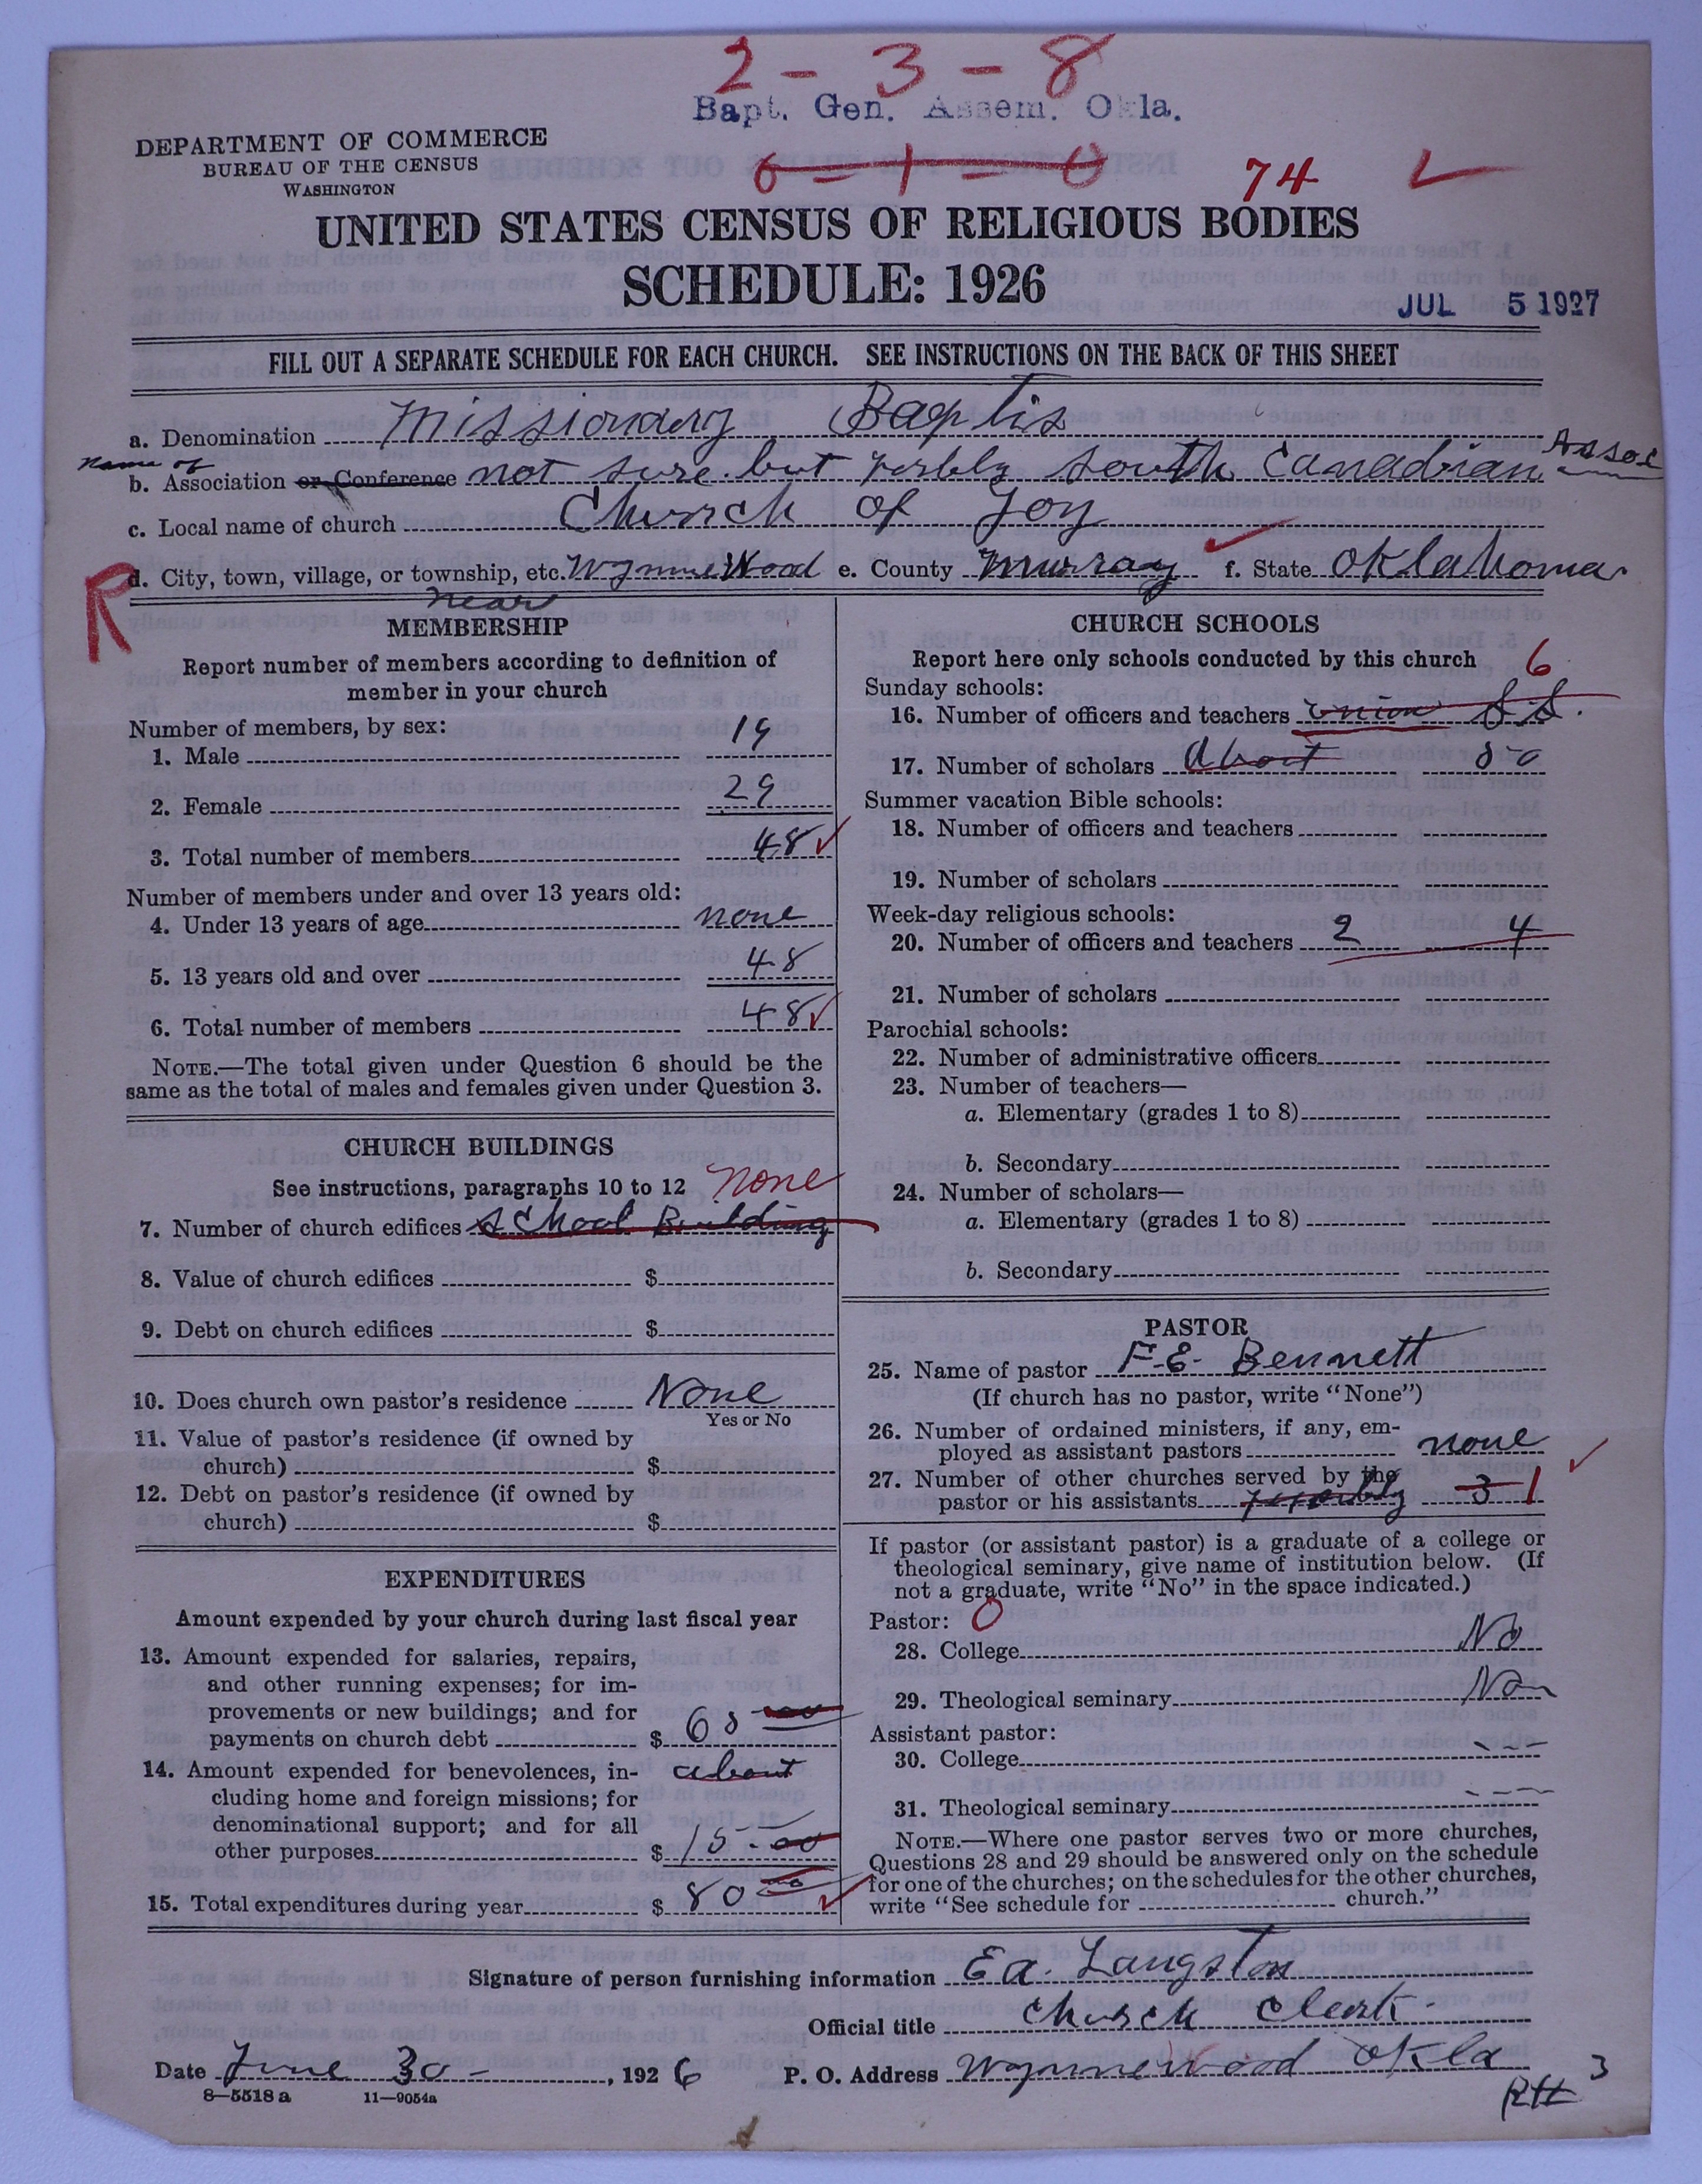 2 - 3 - 8
Bapt. Gen. Assem. Okla.
DEPARTMENT OF COMMERCE
BUREAU OF THE CENSUS
WASHINGTON
6 - 1 - 0
74 ✓
UNITED STATES CENSUS OF RELIGIOUS BODIES
SCHEDULE: 1926
JUL 5 1927
FILL OUT A SEPARATE SCHEDULE FOR EACH CHURCH. SEE INSTRUCTIONS ON THE BACK OF THIS SHEET
a. Denomination Missionary Baptis
name of
b. Association or Conference not sure but south Canadian Assoc
c. Local name of church Church of Joy
d. City, town, village, or township, etc. WynneWood e. County Murray f. State Oklahoma
near
R
MEMBERSHIP
Report number of members according to definition of
member in your church
Number of members, by sex:
1. Male 19
2. Female 29
3. Total number of members 48 ✓
Number of members under and over 13 years old:
4. Under 13 years of age none
5. 13 years old and over 48
6. Total number of members 48 ✓
NOTE.—The total given under Question 6 should be the
same as the total of males and females given under Question 3.
CHURCH BUILDINGS
See instructions, paragraphs 10 to 12 none
7. Number of church edifices School Building
8. Value of church edifices $
9. Debt on church edifices $
10. Does church own pastor's residence None
Yes or No
11. Value of pastor's residence (if owned by
church) $
12. Debt on pastor's residence (if owned by
church) $
EXPENDITURES
Amount expended by your church during last fiscal year
13. Amount expended for salaries, repairs,
and other running expenses; for im-
provements or new buildings; and for
payments on church debt $ 65 00
14. Amount expended for benevolences, in- about
cluding home and foreign missions; for
denominational support; and for all
other purposes $ 15 00
15. Total expenditures during year $ 80 00 ✓
CHURCH SCHOOLS
Report here only schools conducted by this church 6
Sunday schools:
16. Number of officers and teachers union S S.
17. Number of scholars About 50
Summer vacation Bible schools:
18. Number of officers and teachers
19. Number of scholars
Week-day religious schools:
20. Number of officers and teachers 2 4
21. Number of scholars
Parochial schools:
22. Number of administrative officers
23. Number of teachers—
a. Elementary (grades 1 to 8)
b. Secondary
24. Number of scholars—
a. Elementary (grades 1 to 8)
b. Secondary
PASTOR
25. Name of pastor F-E- Bennett
(If church has no pastor, write "None")
26. Number of ordained ministers, if any, em-
ployed as assistant pastors none
27. Number of other churches served by the
pastor or his assistants 3 1 ✓
If pastor (or assistant pastor) is a graduate of a college or
theological seminary, give name of institution below. (If
not a graduate, write "No" in the space indicated.)
Pastor: 0
28. College No
29. Theological seminary
Assistant pastor:
30. College - - -
31. Theological seminary - - -
NOTE.—Where one pastor serves two or more churches,
Questions 28 and 29 should be answered only on the schedule
for one of the churches; on the schedules for the other churches,
write "See schedule for church."
Signature of person furnishing information E a. Langston
Official title Church Clerk.
Date June 30 -, 1926 P. O. Address Wynnewood Okla
8—5518 a 11—9054a
RH 3